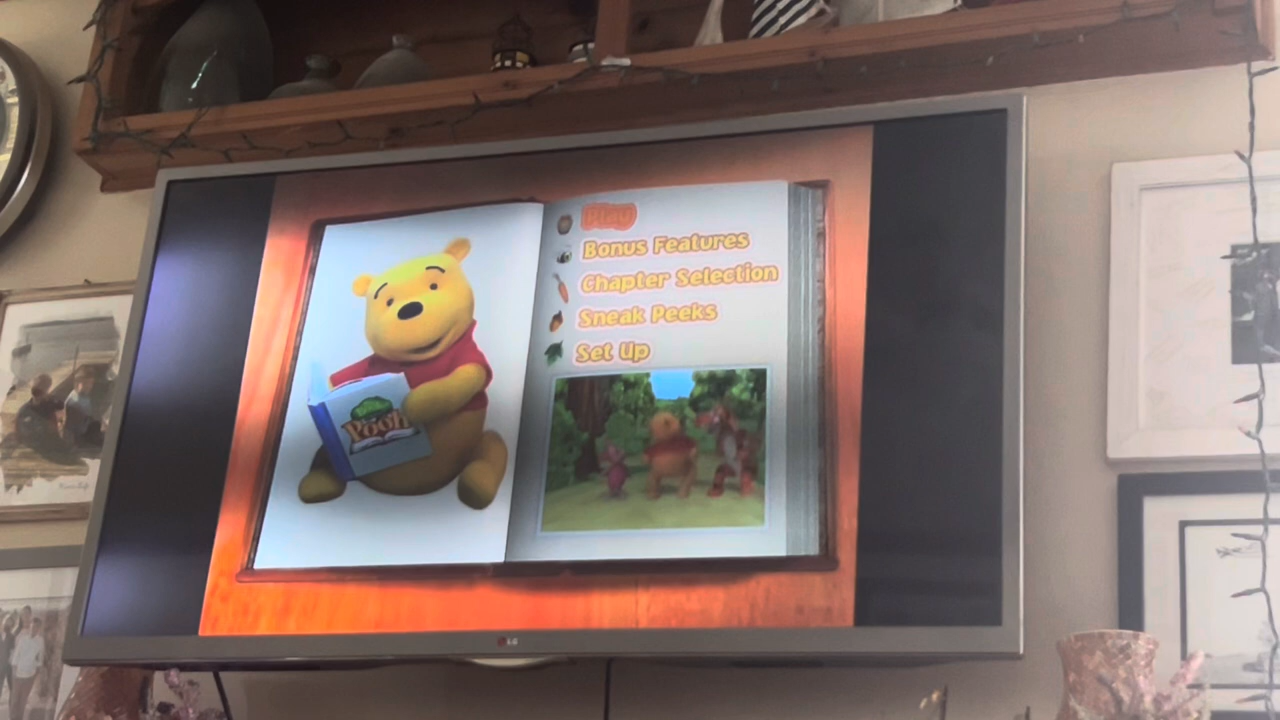 Play
Bonus Features
Chapter Selection
Sneak Peeks
Set Up
Pooh
LG